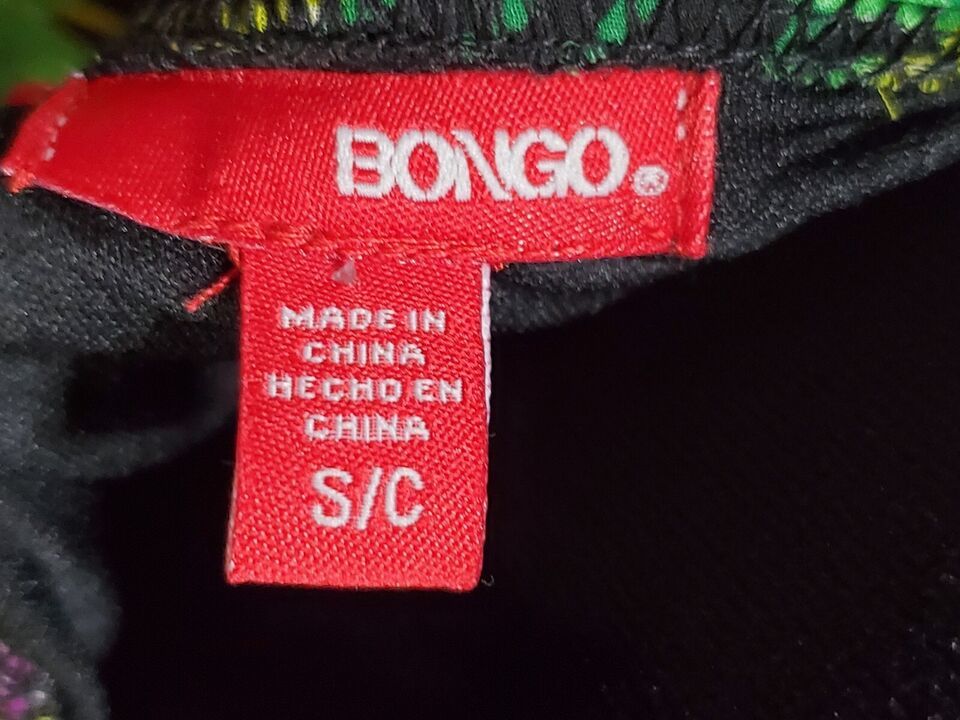 BONGO®
MADE IN
CHINA
HECHO EN
CHINA
S/C